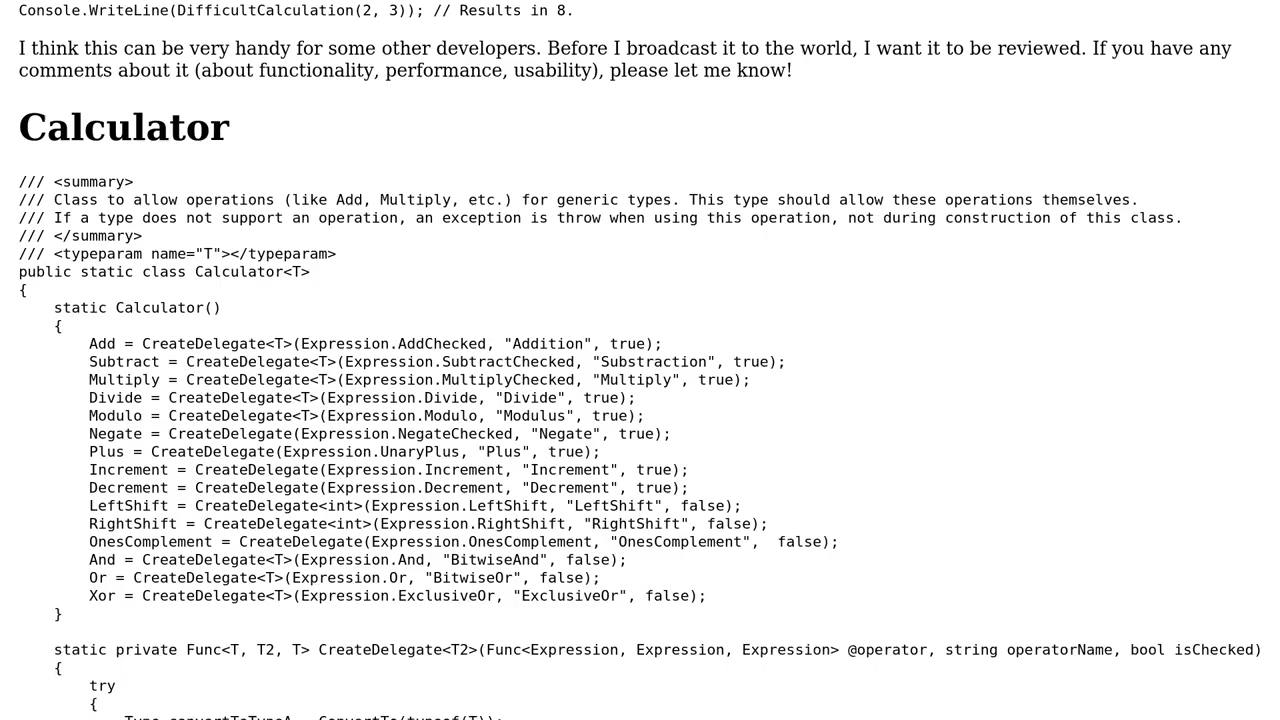 Console.WriteLine(DifficultCalculation(2, 3)); // Results in 8.
I think this can be very handy for some other developers. Before I broadcast it to the world, I want it to be reviewed. If you have any
comments about it (about functionality, performance, usability), please let me know!
Calculator
/// <summary>
/// Class to allow operations (like Add, Multiply, etc.) for generic types. This type should allow these operations themselves.
/// If a type does not support an operation, an exception is throw when using this operation, not during construction of this class.
/// </summary>
/// <typeparam name="T"></typeparam>
public static class Calculator<T>
{
    static Calculator()
    {
        Add = CreateDelegate<T>(Expression.AddChecked, "Addition", true);
        Subtract = CreateDelegate<T>(Expression.SubtractChecked, "Substraction", true);
        Multiply = CreateDelegate<T>(Expression.MultiplyChecked, "Multiply", true);
        Divide = CreateDelegate<T>(Expression.Divide, "Divide", true);
        Modulo = CreateDelegate<T>(Expression.Modulo, "Modulus", true);
        Negate = CreateDelegate(Expression.NegateChecked, "Negate", true);
        Plus = CreateDelegate(Expression.UnaryPlus, "Plus", true);
        Increment = CreateDelegate(Expression.Increment, "Increment", true);
        Decrement = CreateDelegate(Expression.Decrement, "Decrement", true);
        LeftShift = CreateDelegate<int>(Expression.LeftShift, "LeftShift", false);
        RightShift = CreateDelegate<int>(Expression.RightShift, "RightShift", false);
        OnesComplement = CreateDelegate(Expression.OnesComplement, "OnesComplement",  false);
        And = CreateDelegate<T>(Expression.And, "BitwiseAnd", false);
        Or = CreateDelegate<T>(Expression.Or, "BitwiseOr", false);
        Xor = CreateDelegate<T>(Expression.ExclusiveOr, "ExclusiveOr", false);
    }
    static private Func<T, T2, T> CreateDelegate<T2>(Func<Expression, Expression, Expression> @operator, string operatorName, bool isChecked)
    {
        try
        {
            Type convertToTypeA = ConvertTo(typeof(T));